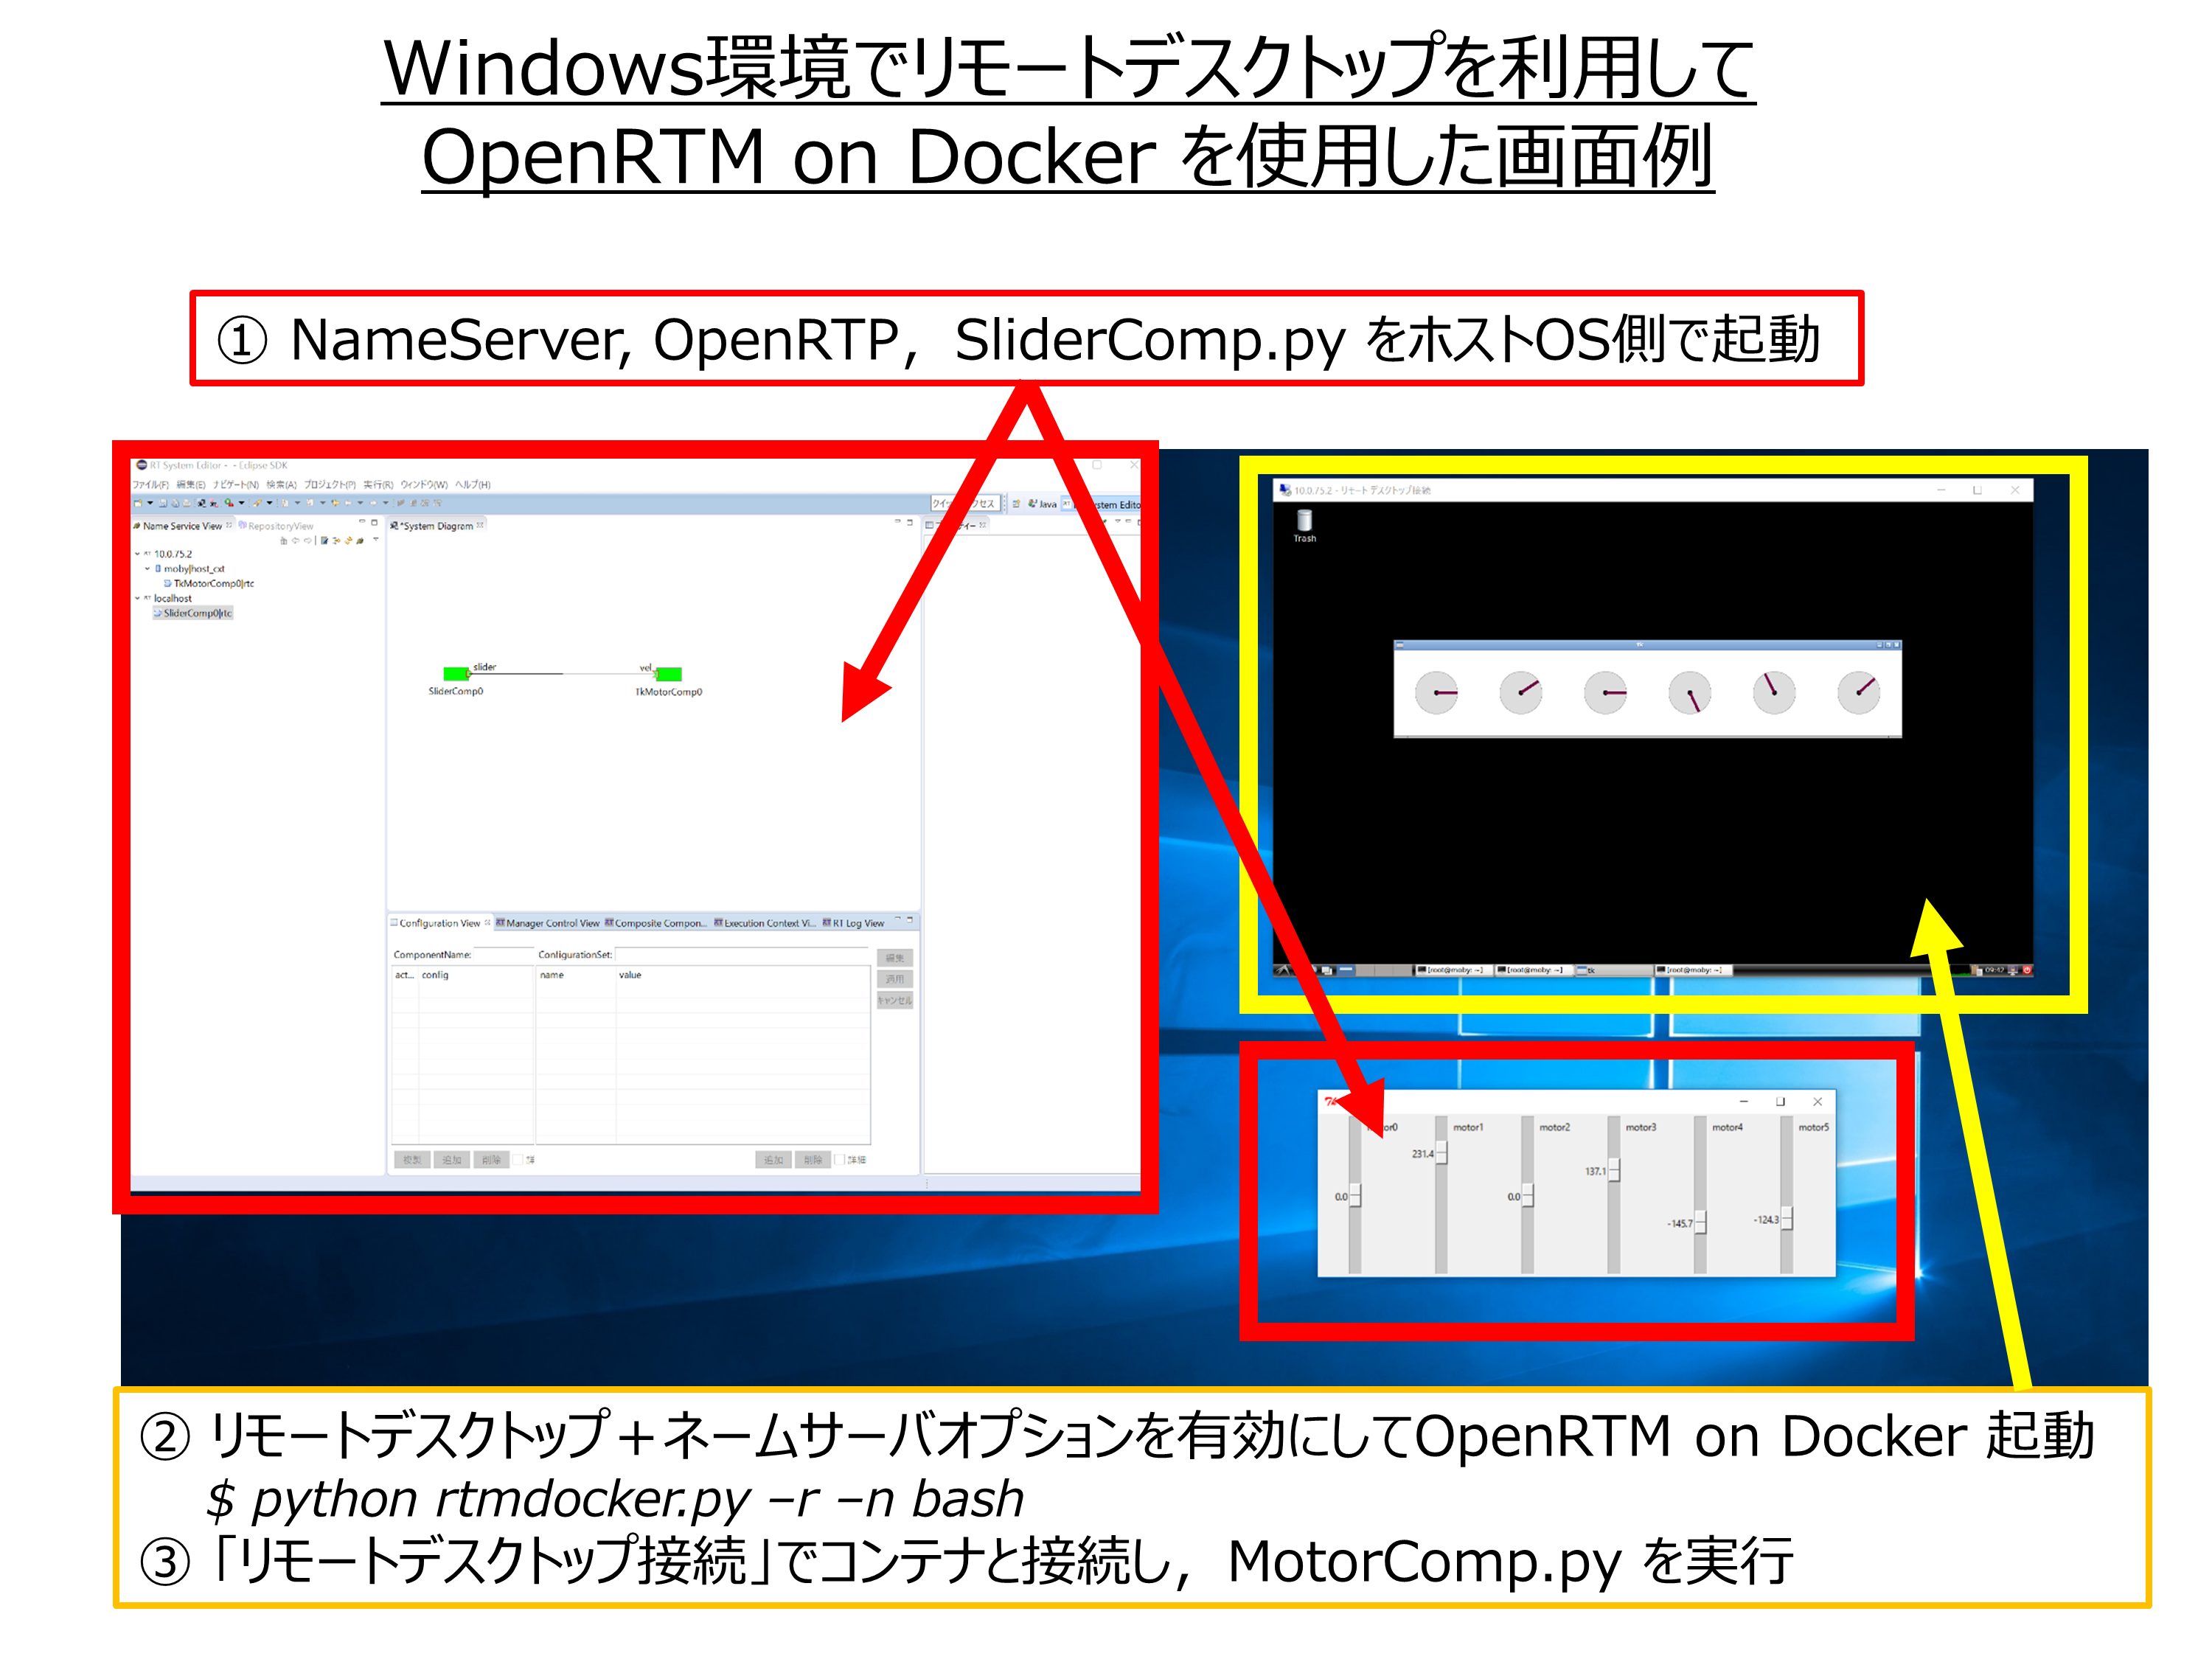 Windows環境でリモートデスクトップを利用して
OpenRTM on Docker を使用した画面例
① NameServer, OpenRTP, SliderComp.py をホストOS側で起動
RT System Editor - - Eclipse SDK
ファイル(F) 編集(E) ナビゲート(N) 検索(A) プロジェクト(P) 実行(R) ウィンドウ(W) ヘルプ(H)
Java
Name Service View RepositoryView
*System Diagram
10.0.75.2
moby|host_cxt
TkMotorComp0|rtc
localhost
SliderComp0|rtc
slider
vel
SliderComp0
TkMotorComp0
Configuration View Manager Control View Composite Compon... Execution Context Vi... RT Log View
ComponentName: ConfigurationSet:
編集
act... config name value
適用
キャンセル
複製 追加 削除
追加 削除 詳細
10.0.75.2 - リモート デスクトップ接続
Trash
tk
[root@moby: ~] [root@moby: ~] tk [root@moby: ~]
09:42
motor1 motor2 motor3 motor4 motor5
231.4
137.1
0.0 0.0
-145.7 -124.3
② リモートデスクトップ+ネームサーバオプションを有効にしてOpenRTM on Docker 起動
$ python rtmdocker.py –r –n bash
③ 「リモートデスクトップ接続」でコンテナと接続し, MotorComp.py を実行